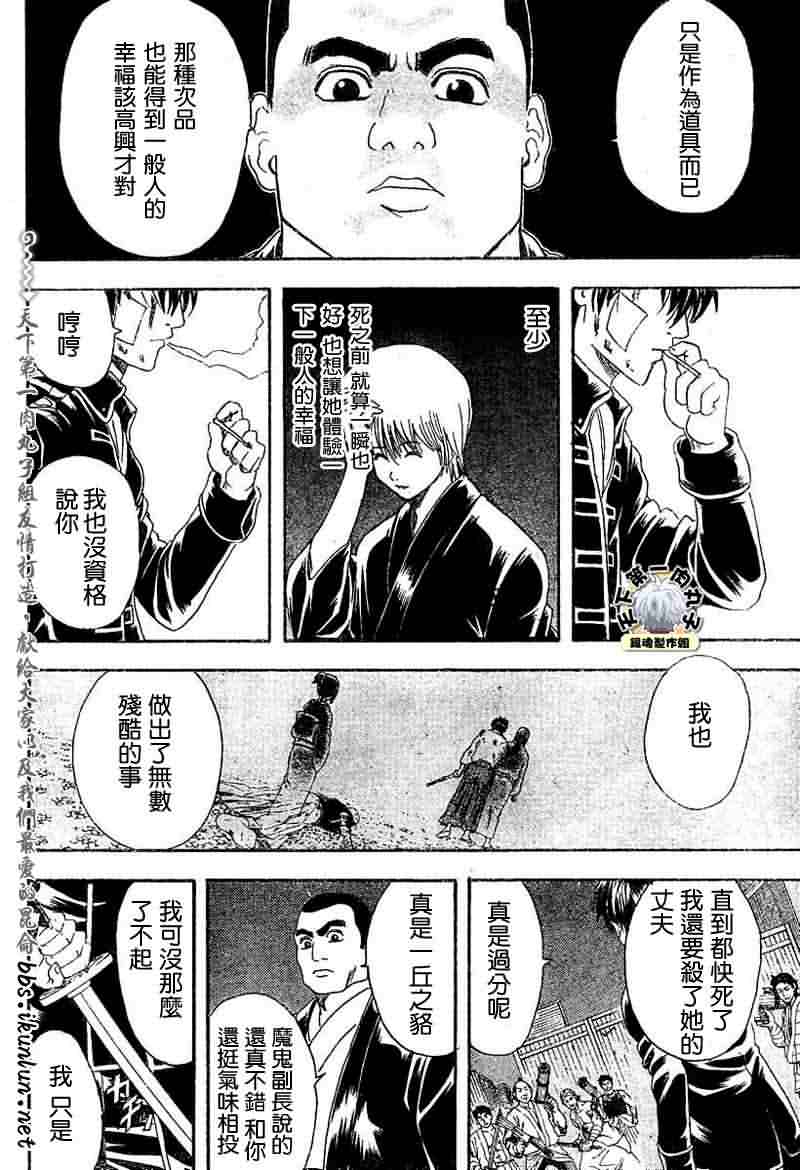 只是作為道具而已
那種次品
也能得到一般人的
幸福該高興才對
至少
死之前 就算一瞬也
好 也想讓她體驗一
下一般人的幸福
哼哼
我也沒資格
說你
天下第一肉丸子
銀魂製作組
我也
做出了無數
殘酷的事
直到都快死了
我還要殺了她的
丈夫
真是過分呢
真是一丘之貉
魔鬼副長說的
還真不錯 和你
還挺氣味相投
我可沒那麼
了不起
我 只是
天下第一肉丸子組友情打造，獻給大家以及我們最愛的昆侖·bbs.ikunlun.net